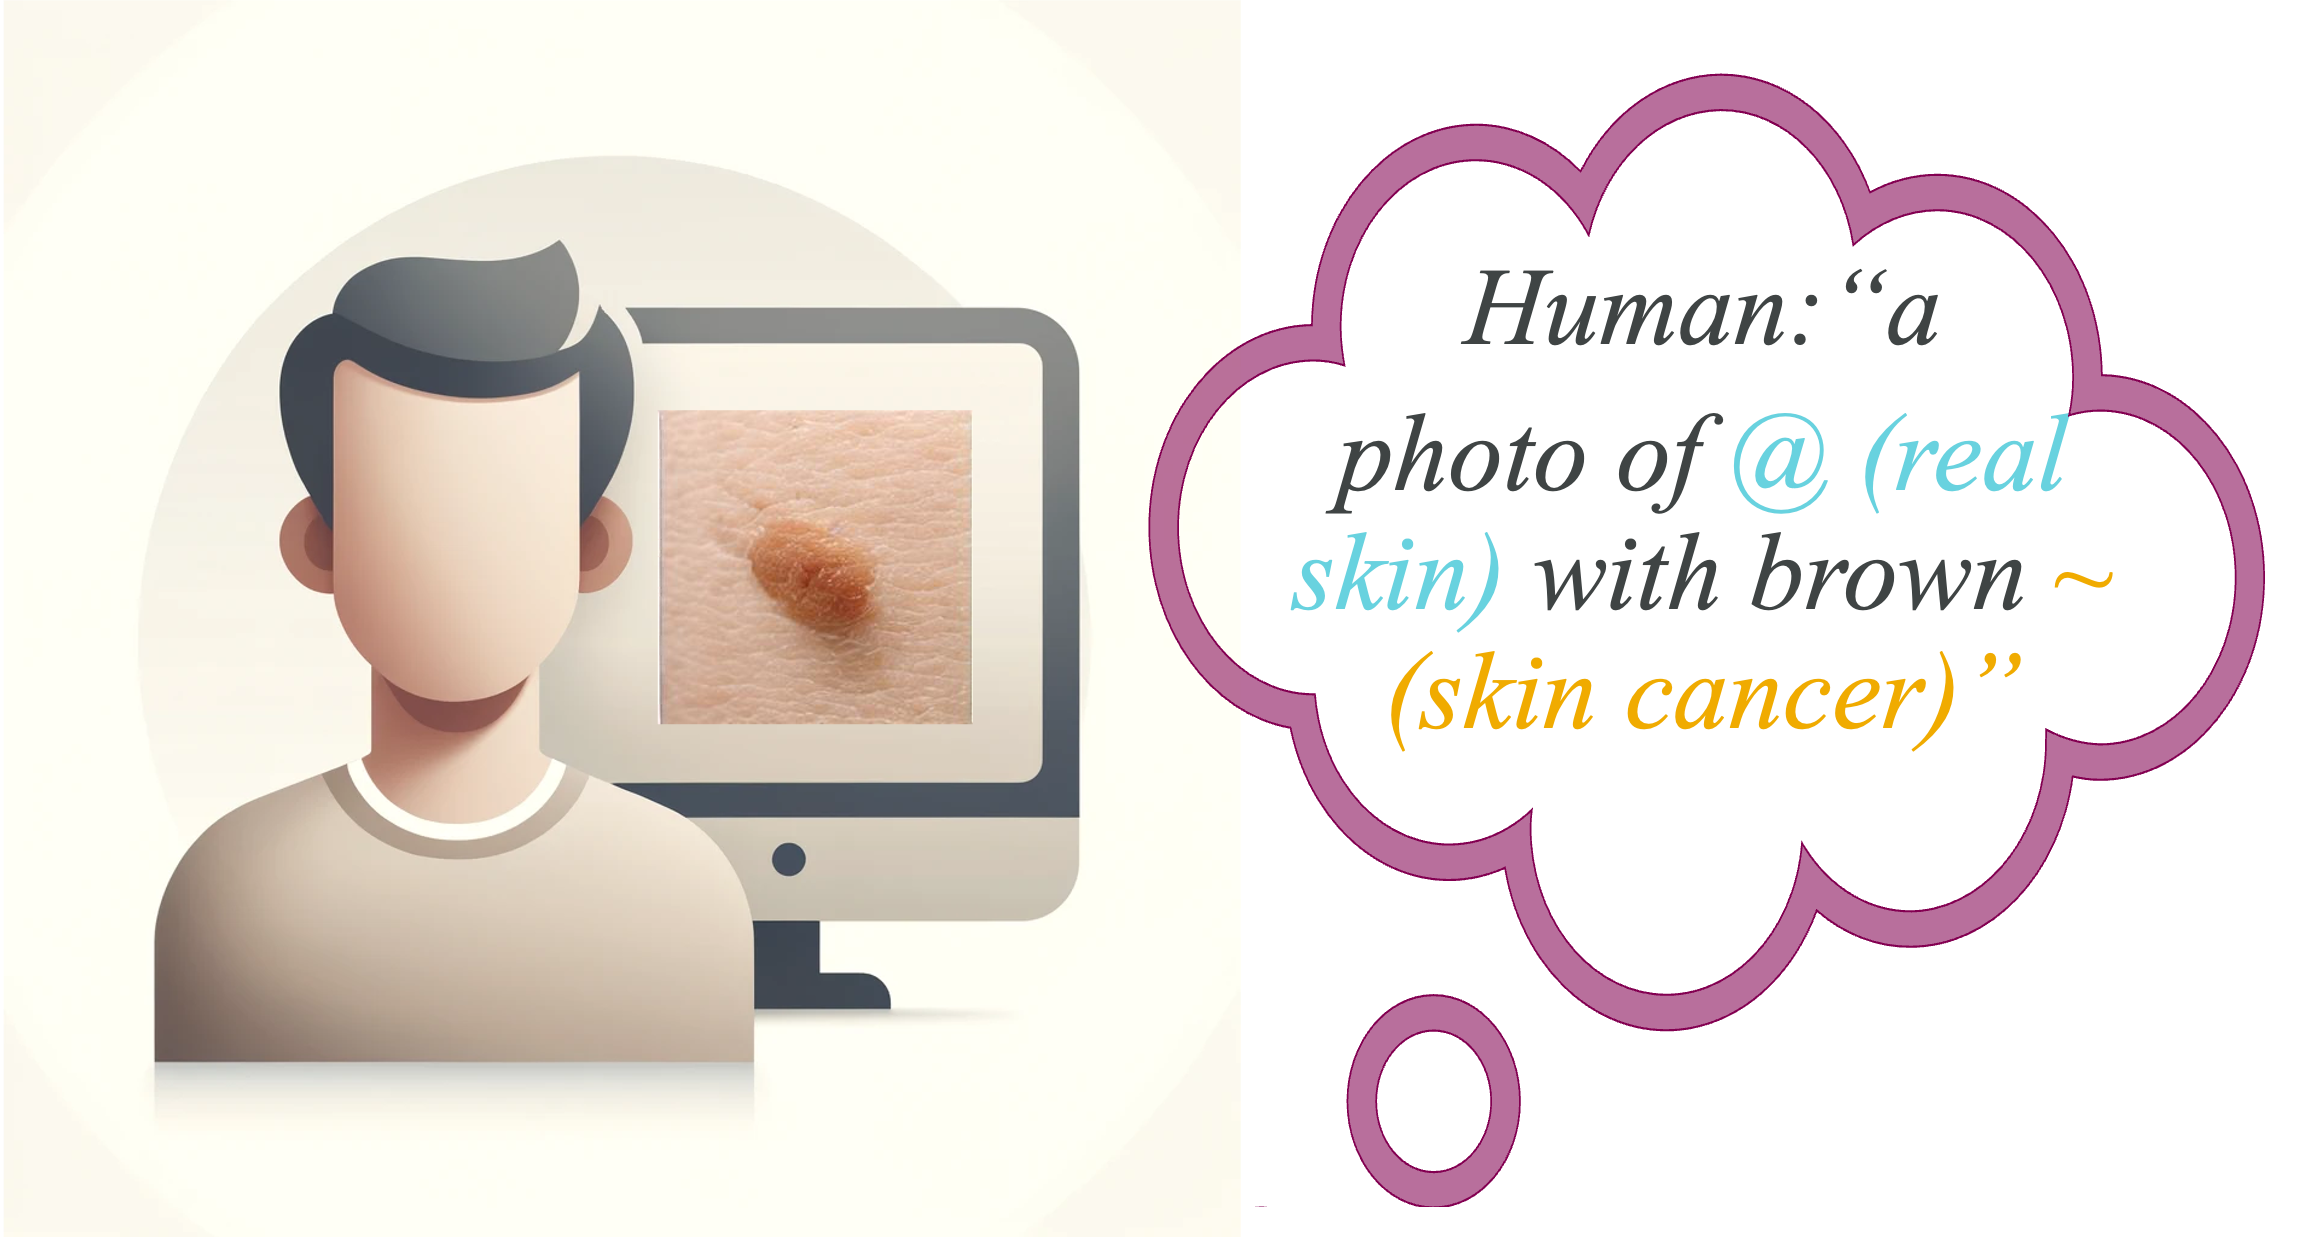 Human:“a
photo of @ (real
skin) with brown ~
(skin cancer)”